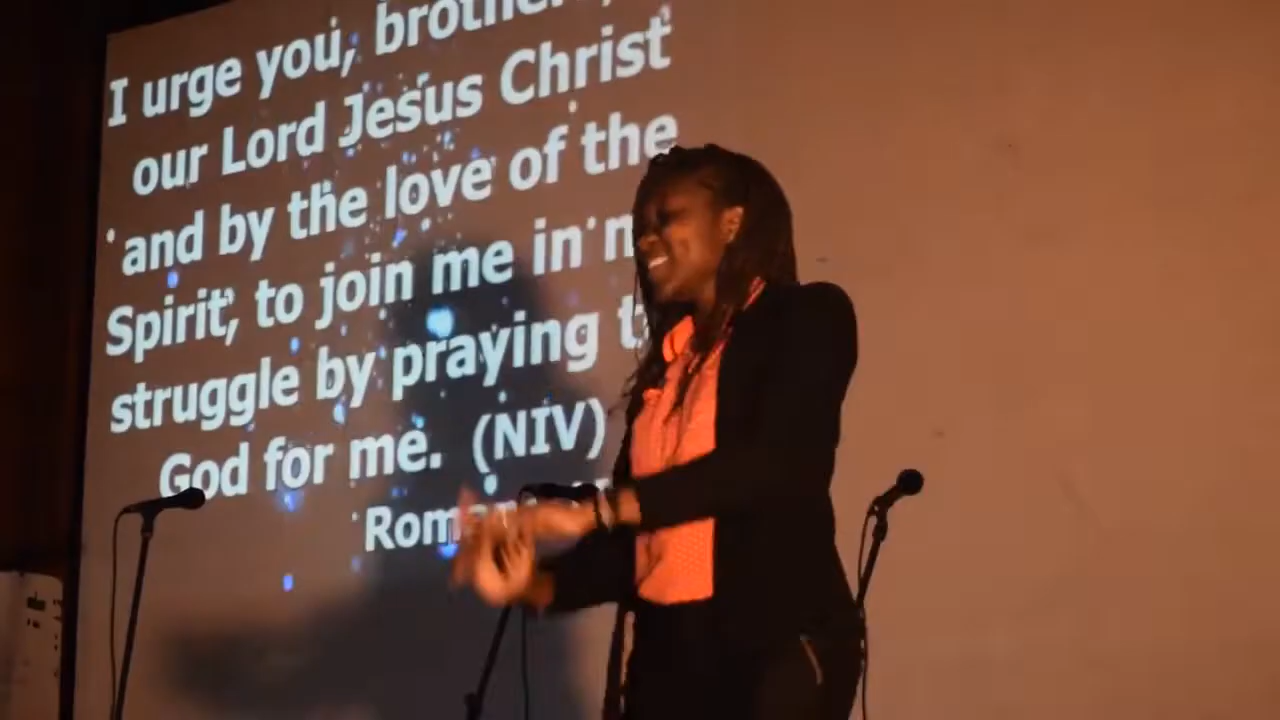 I urge you, brothers,
our Lord Jesus Christ
and by the love of the
Spirit, to join me in
struggle by praying
God for me. (NIV)